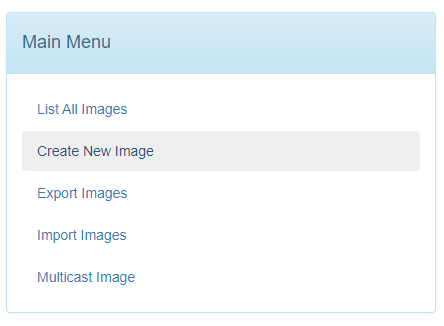 Main Menu
List All Images
Create New Image
Export Images
Import Images
Multicast Image